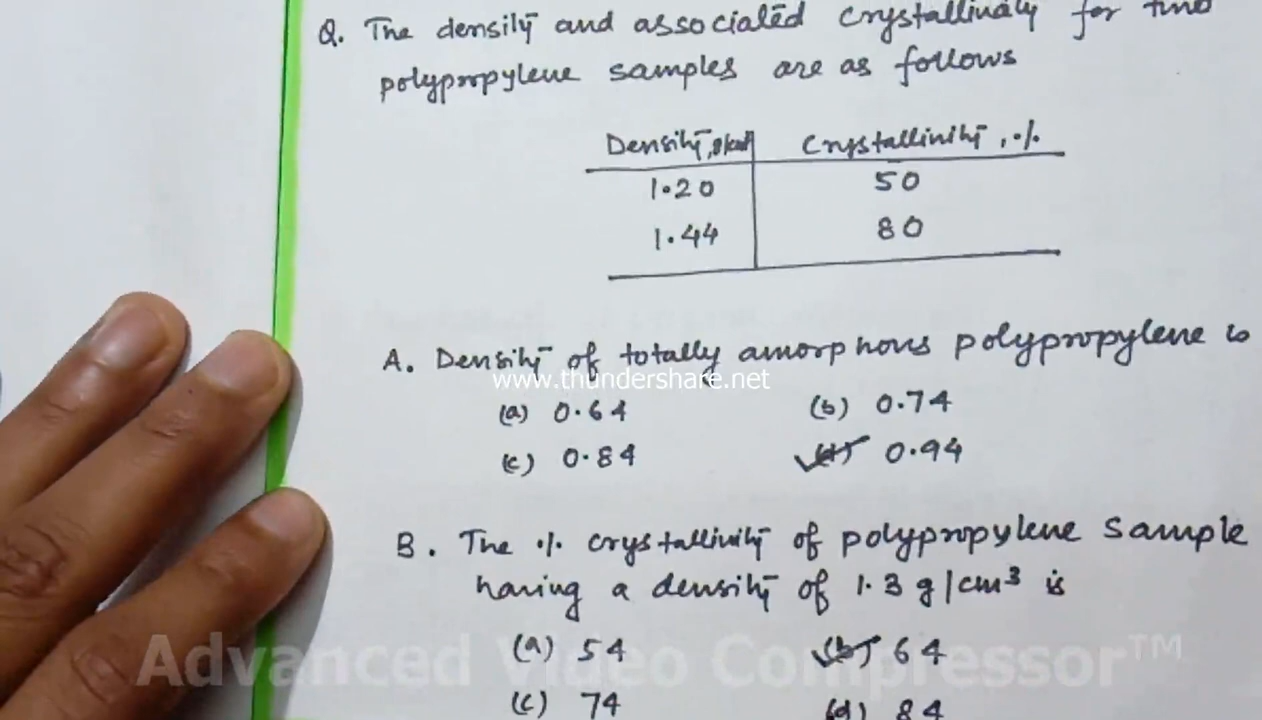 Q. The density and associated crystallinity for two
polypropylene samples are as follows
Density, g/cm³ Crystallinity, %
1.20 50
1.44 80
A. Density of totally amorphous polypropylene is
www.thundershare.net
(a) 0.64 (b) 0.74
(c) 0.84 (d) 0.94
B. The % crystallinity of polypropylene sample
having a density of 1.3 g/cm³ is
(a) 54 (b) 64
Advanced Video Compressor™
(c) 74 (d) 84